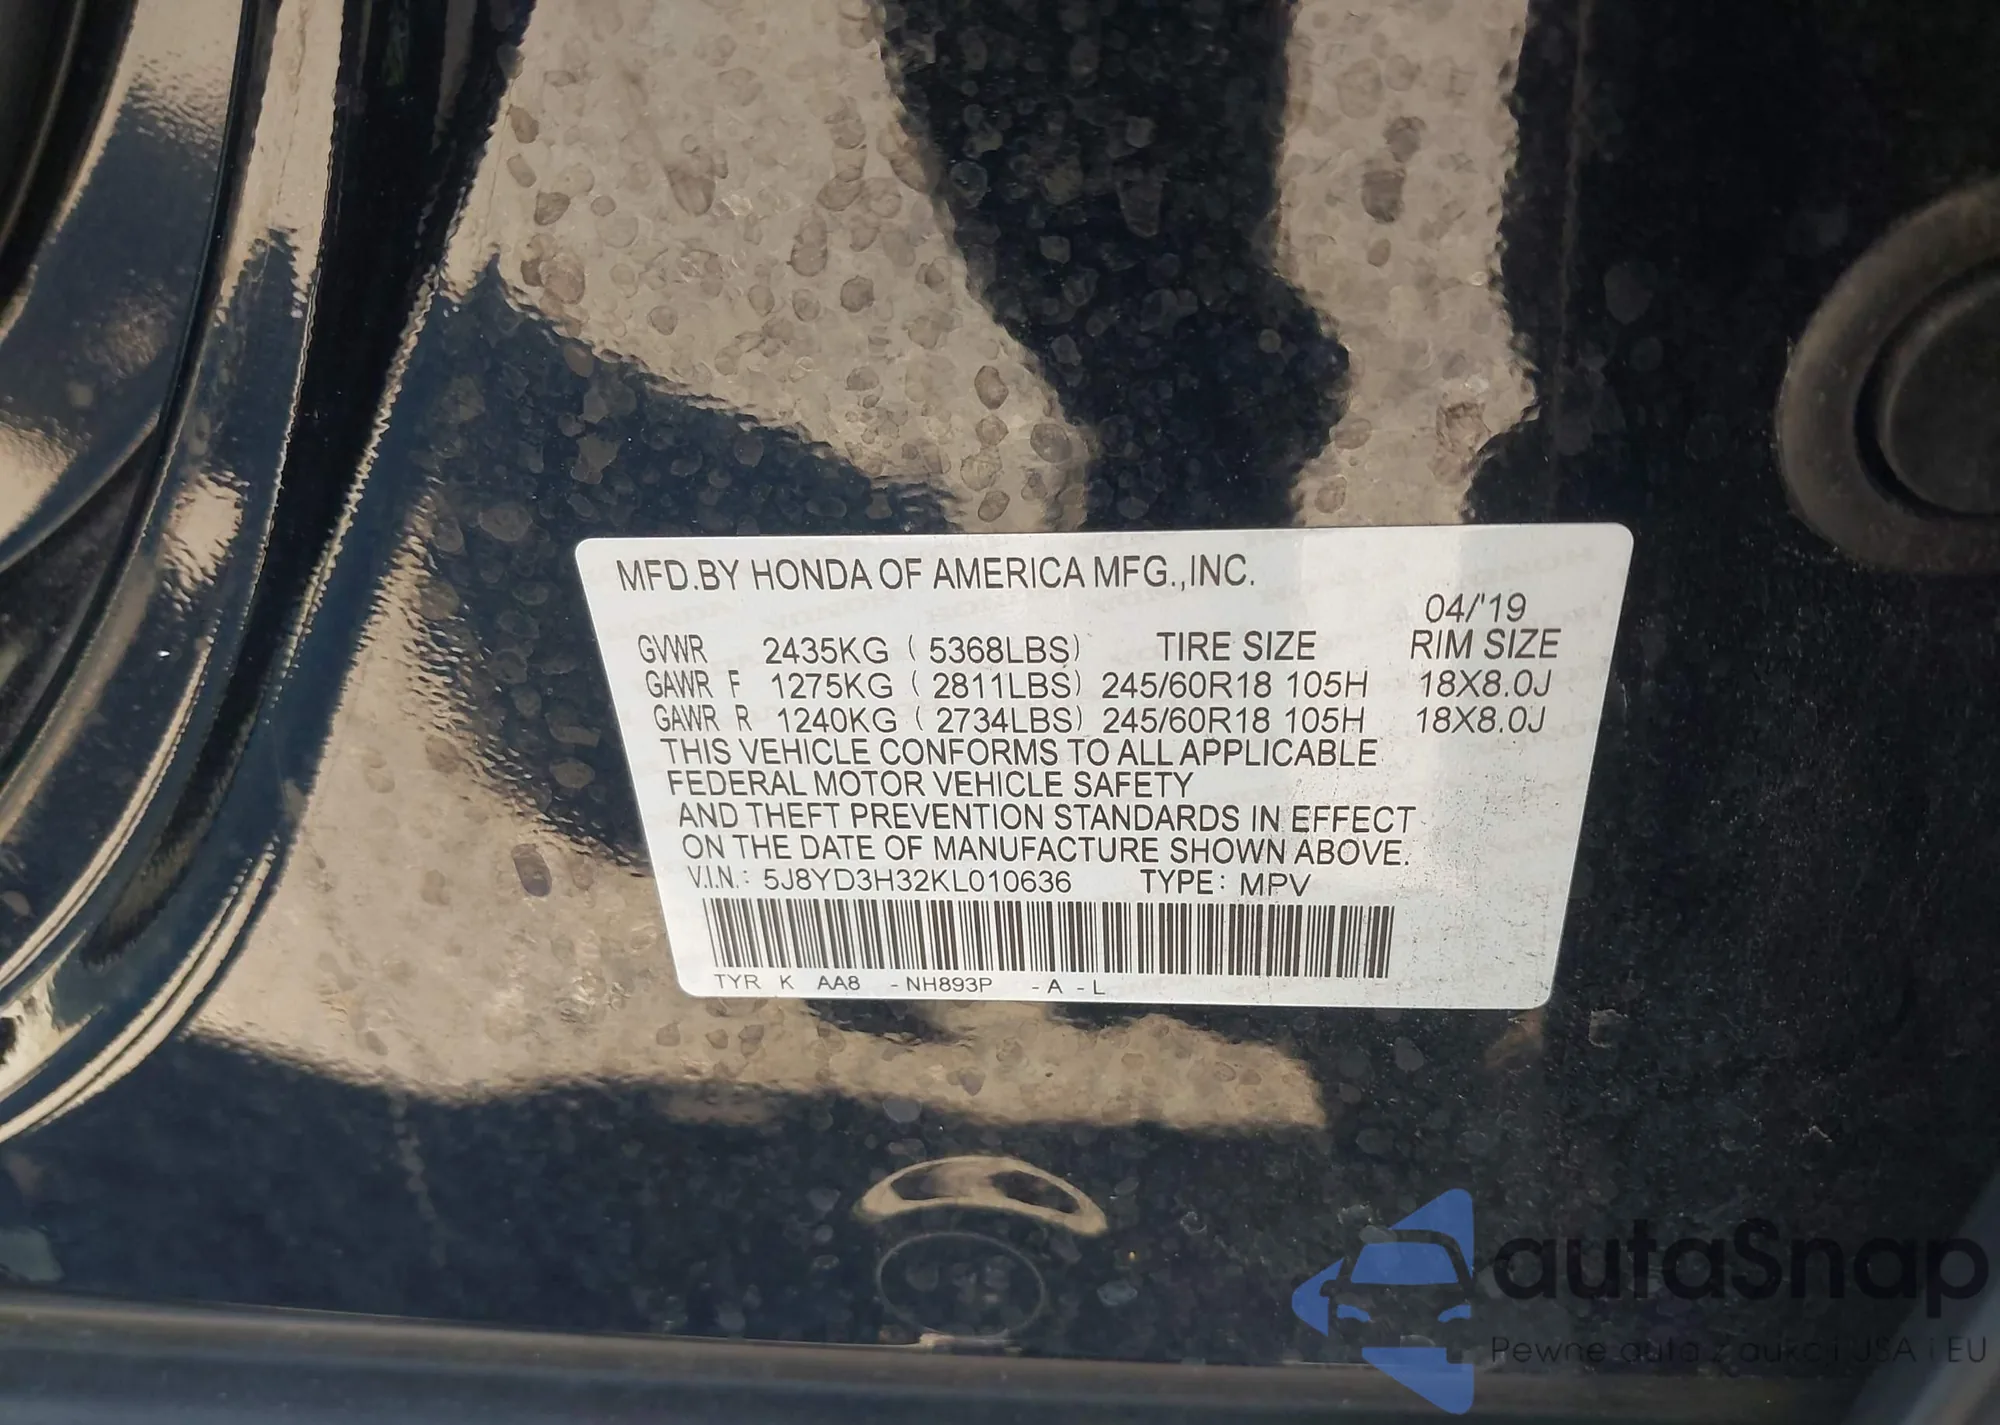 MFD.BY HONDA OF AMERICA MFG.,INC.
04/'19
GVWR 2435KG ( 5368LBS) TIRE SIZE RIM SIZE
GAWR F 1275KG ( 2811LBS) 245/60R18 105H 18X8.0J
GAWR R 1240KG ( 2734LBS) 245/60R18 105H 18X8.0J
THIS VEHICLE CONFORMS TO ALL APPLICABLE
FEDERAL MOTOR VEHICLE SAFETY
AND THEFT PREVENTION STANDARDS IN EFFECT
ON THE DATE OF MANUFACTURE SHOWN ABOVE.
V.I.N.: 5J8YD3H32KL010636 TYPE: MPV
TYR K AA8 -NH893P -A -L
autaSnap
Pewne auta z aukcji USA i EU